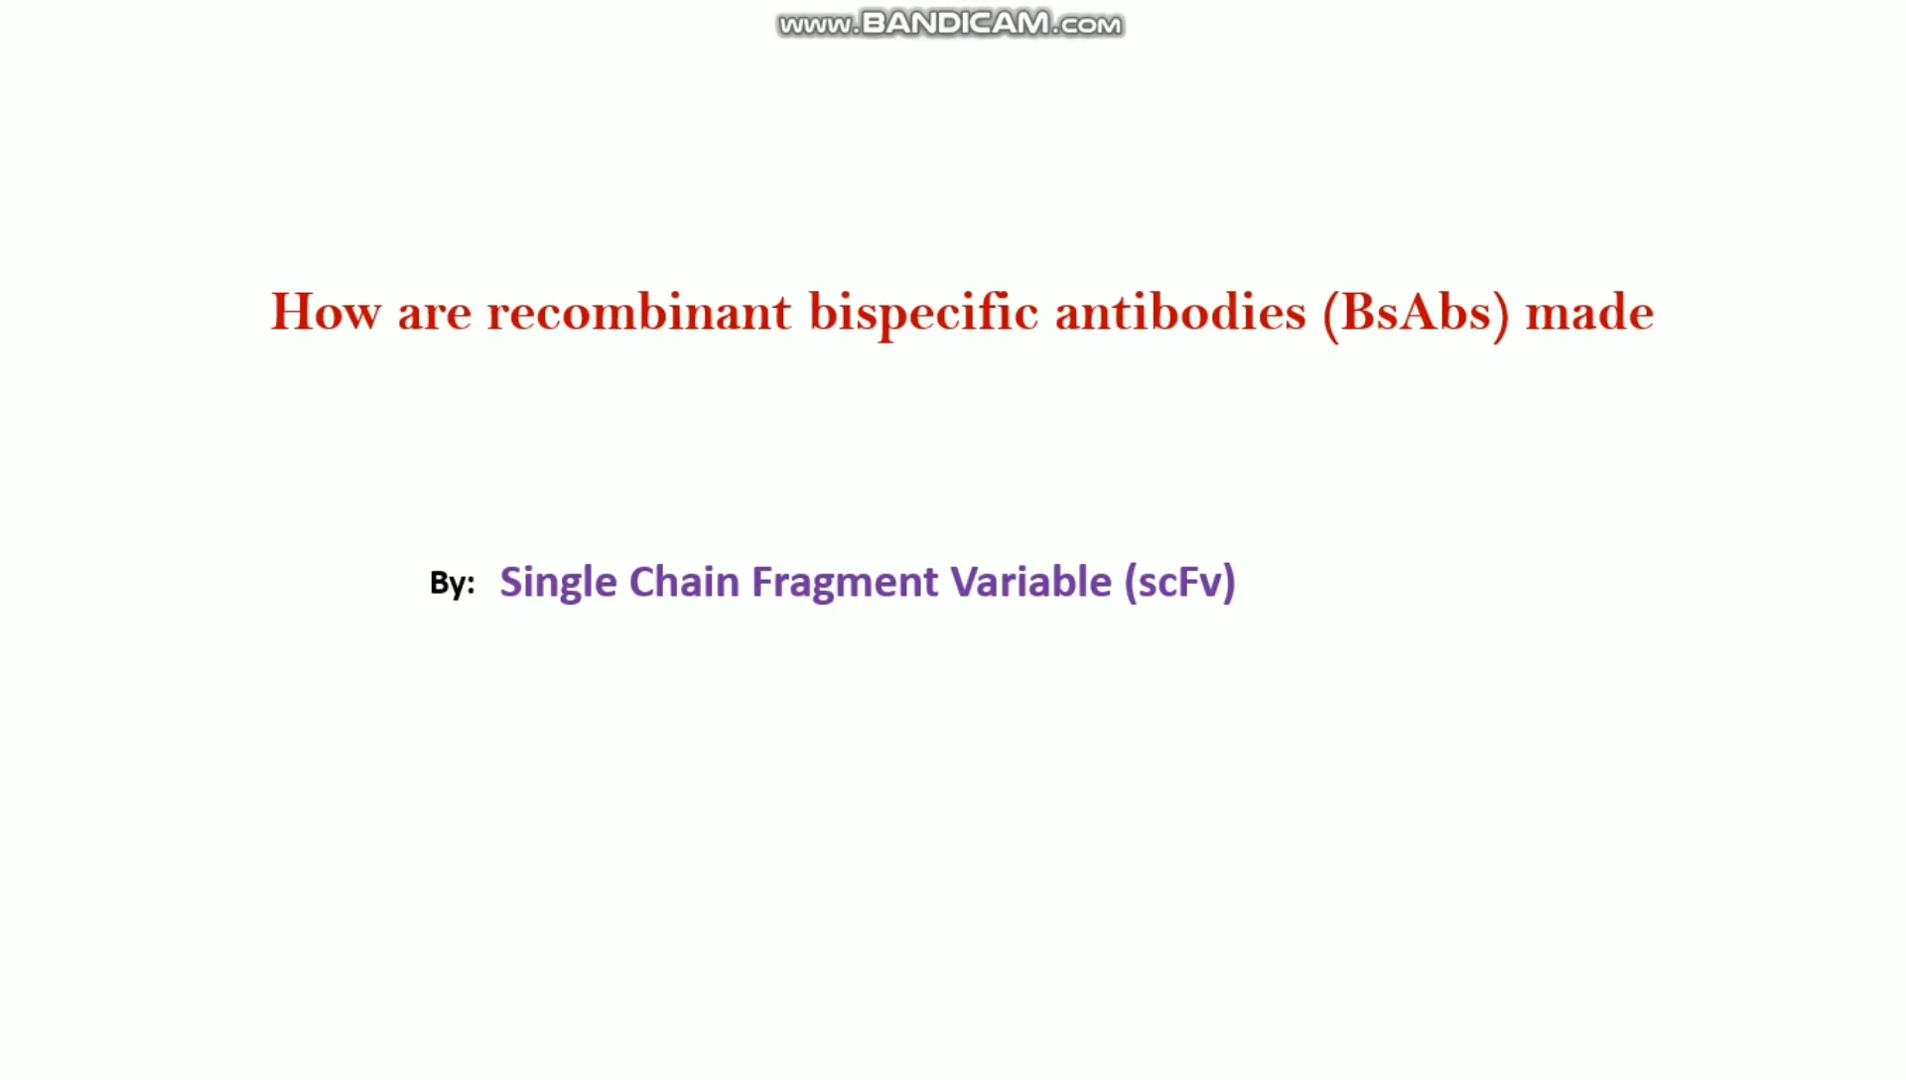 www.BANDICAM.com
How are recombinant bispecific antibodies (BsAbs) made
By: Single Chain Fragment Variable (scFv)